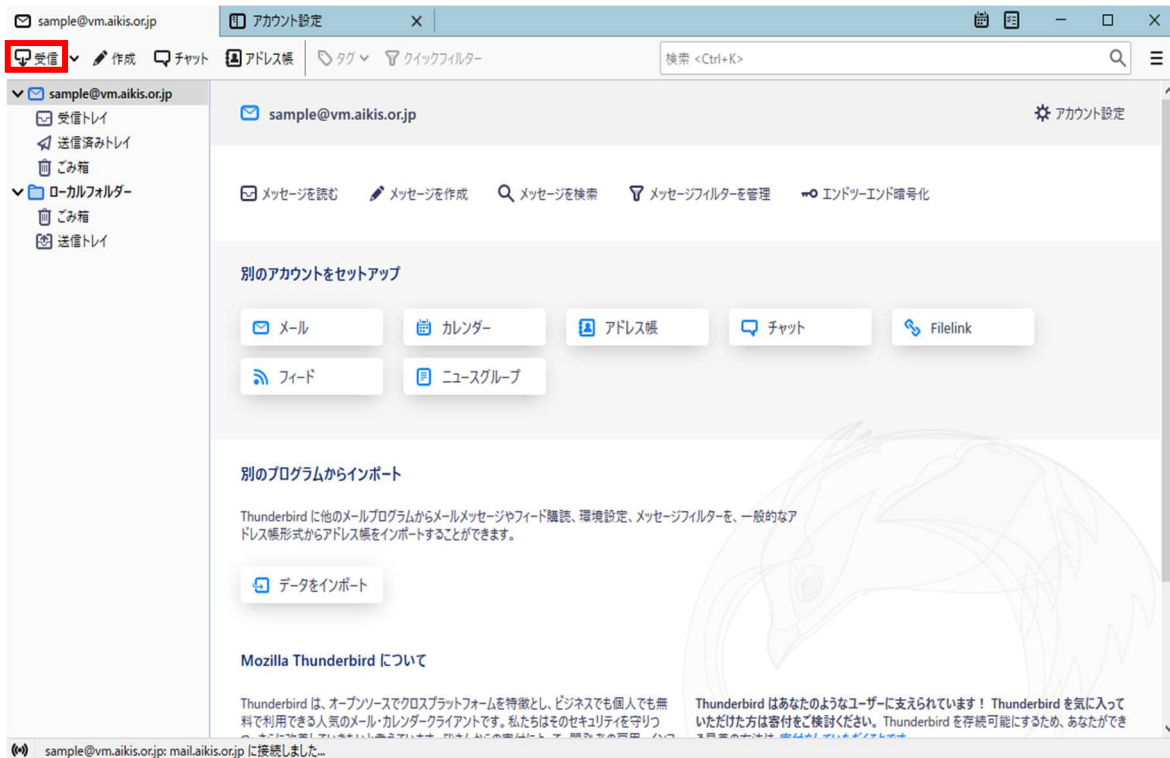 sample@vm.aikis.or.jp
アカウント設定
受信 作成 チャット アドレス帳 タグ クイックフィルター 検索 <Ctrl+K>
sample@vm.aikis.or.jp
受信トレイ
送信済みトレイ
ごみ箱
ローカルフォルダー
ごみ箱
送信トレイ
sample@vm.aikis.or.jp
アカウント設定
メッセージを読む メッセージを作成 メッセージを検索 メッセージフィルターを管理 エンドツーエンド暗号化
別のアカウントをセットアップ
メール カレンダー アドレス帳 チャット Filelink
フィード ニュースグループ
別のプログラムからインポート
Thunderbird に他のメールプログラムからメールメッセージやフィード購読、環境設定、メッセージフィルターを、一般的なア
ドレス帳形式からアドレス帳をインポートすることができます。
データをインポート
Mozilla Thunderbird について
Thunderbird は、オープンソースでクロスプラットフォームを特徴とし、ビジネスでも個人でも無
料で利用できる人気のメール・カレンダークライアントです。私たちはそのセキュリティを守りつ
Thunderbird はあなたのようなユーザーに支えられています! Thunderbird を気に入って
いただけた方は寄付をご検討ください。Thunderbird を存続可能にするため、あなたができ
sample@vm.aikis.or.jp: mail.aikis.or.jp に接続しました...